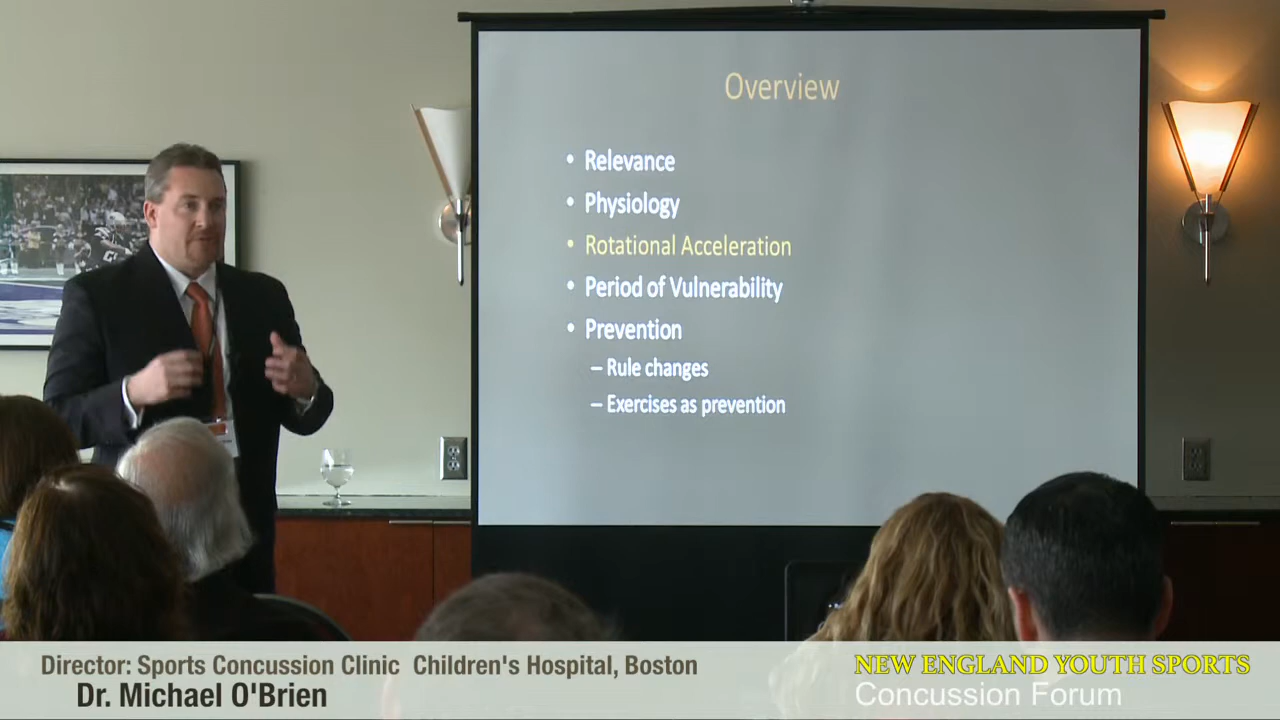 Overview
• Relevance
• Physiology
• Rotational Acceleration
• Period of Vulnerability
• Prevention
– Rule changes
– Exercises as prevention
Director: Sports Concussion Clinic Children's Hospital, Boston
Dr. Michael O'Brien
NEW ENGLAND YOUTH SPORTS
Concussion Forum